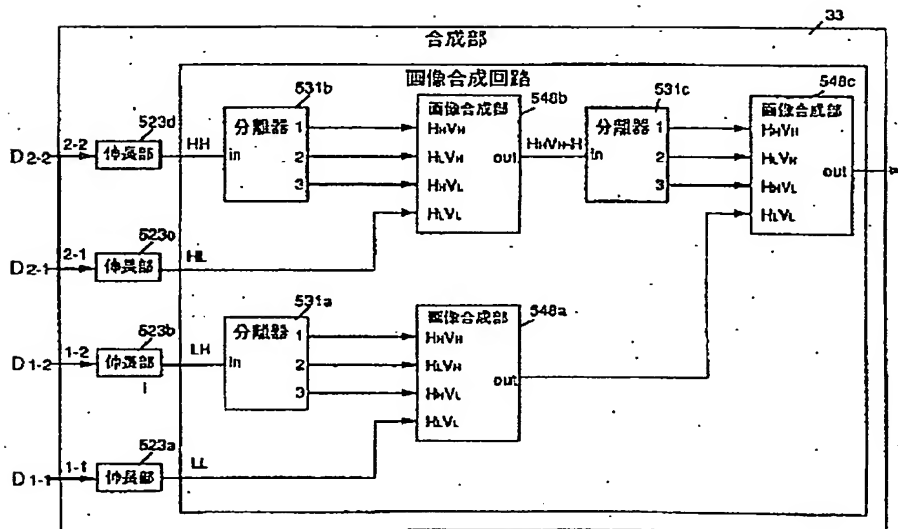 33
合成部
画像合成回路
531b
548b
531c
548c
523d
分離器
画像合成部
分離器
画像合成部
D2-2
2-2
伸長部
HH
in
1
2
3
HHVH
HLVH
HHVL
HLVL
out
in
1
2
3
HHVH
HLVH
HHVL
HLVL
out
523c
D2-1
2-1
伸長部
HL
531a
548a
523b
分離器
画像合成部
D1-2
1-2
伸長部
LH
in
1
2
3
HHVH
HLVH
HHVL
HLVL
out
523a
D1-1
1-1
伸長部
LL